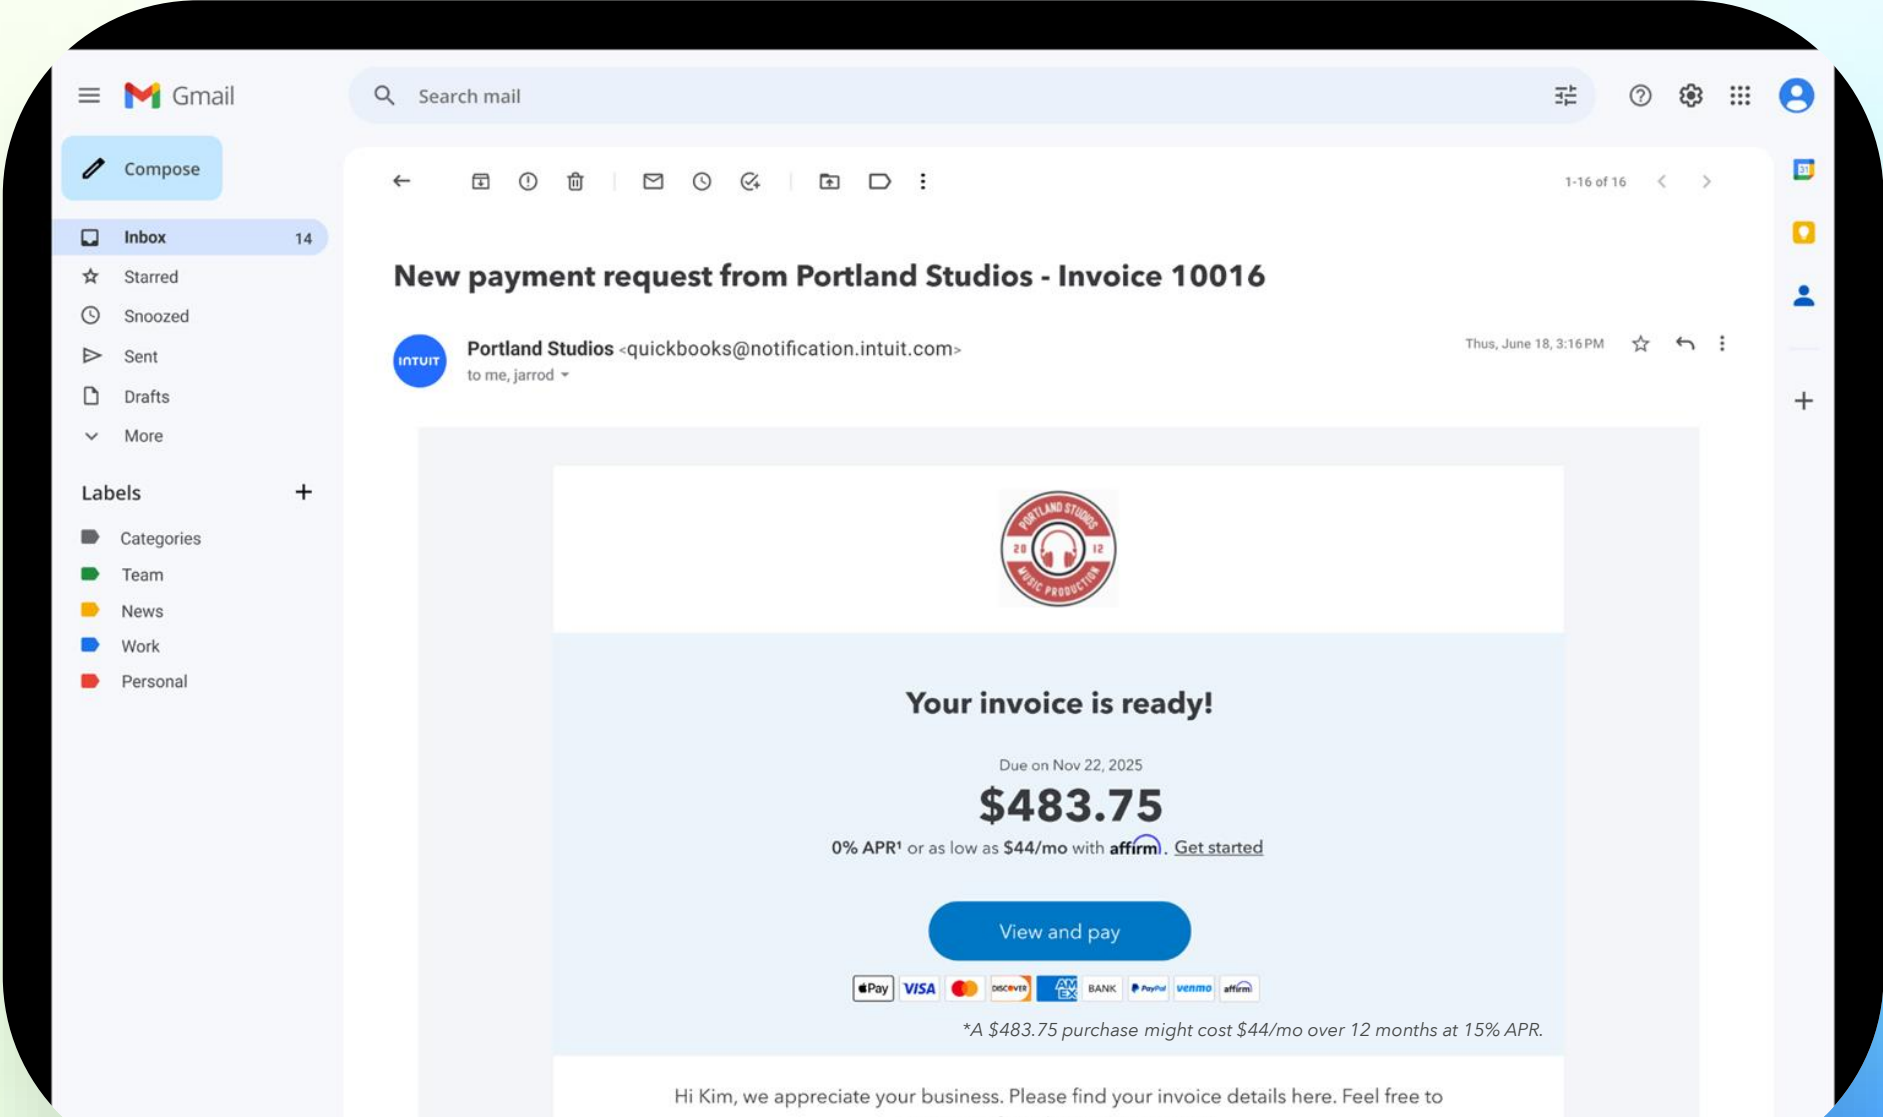 Gmail
Search mail
Compose
1-16 of 16
Inbox 14
Starred
Snoozed
Sent
Drafts
More
Labels
Categories
Team
News
Work
Personal
31
New payment request from Portland Studios - Invoice 10016
INTUIT
Portland Studios <quickbooks@notification.intuit.com>
to me, jarrod
Thus, June 18, 3:16 PM
PORTLAND STUDIOS
20 12
MUSIC PRODUCTION
Your invoice is ready!
Due on Nov 22, 2025
$483.75
0% APR¹ or as low as $44/mo with affirm. Get started
View and pay
Pay VISA DISCOVER AMEX BANK PayPal venmo affirm
*A $483.75 purchase might cost $44/mo over 12 months at 15% APR.
Hi Kim, we appreciate your business. Please find your invoice details here. Feel free to